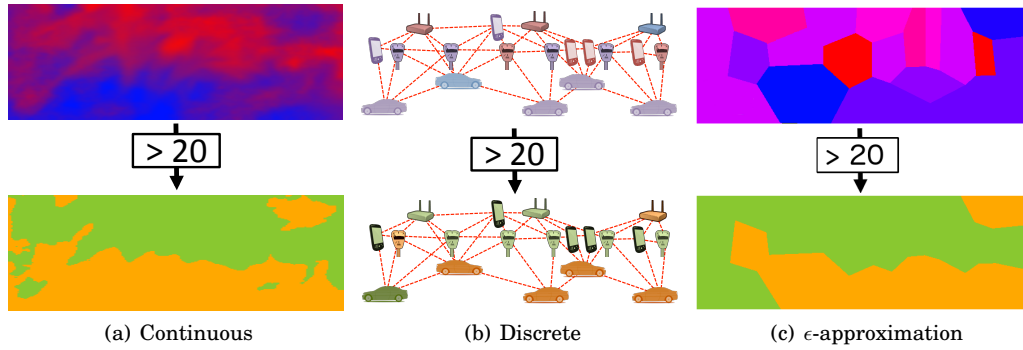 > 20
> 20
> 20
(a) Continuous
(b) Discrete
(c) ϵ-approximation